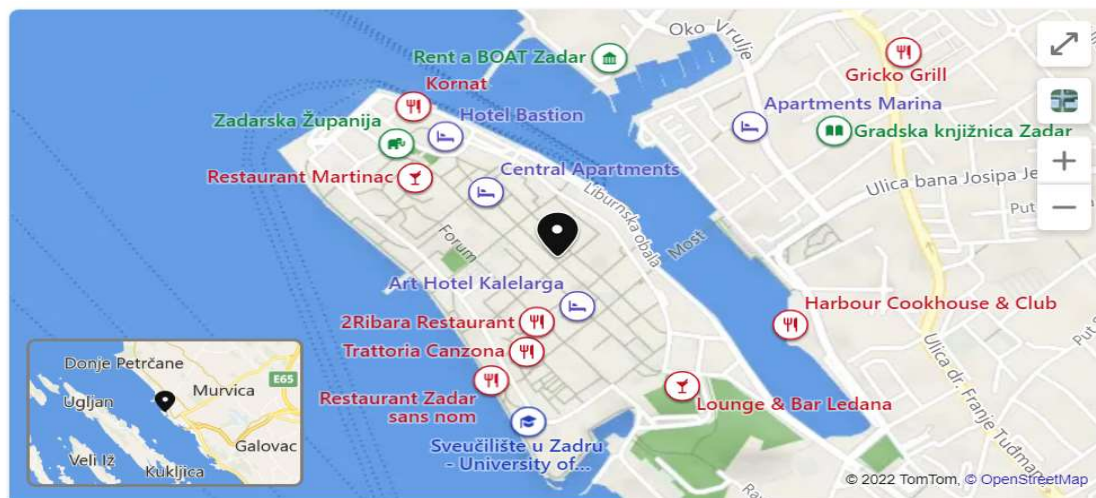 Oko
Vrulje
Rent a BOAT Zadar
Gricko Grill
Kornat
Hotel Bastion
Apartments Marina
Zadarska Županija
Gradska knjižnica Zadar
Restaurant Martinac
Central Apartments
Ulica bana Josipa Je
Put
Liburnska obala
Most
Forum
Art Hotel Kalelarga
2Ribara Restaurant
Harbour Cookhouse & Club
Trattoria Canzona
Put S
Ulica dr. Franje Tuđmana
Restaurant Zadar
sans nom
Lounge & Bar Ledana
Sveučilište u Zadru
- University of...
Donje Petrčane
E65
Murvica
Ugljan
Galovac
Veli Iž
Kukljica
© 2022 TomTom, © OpenStreetMap